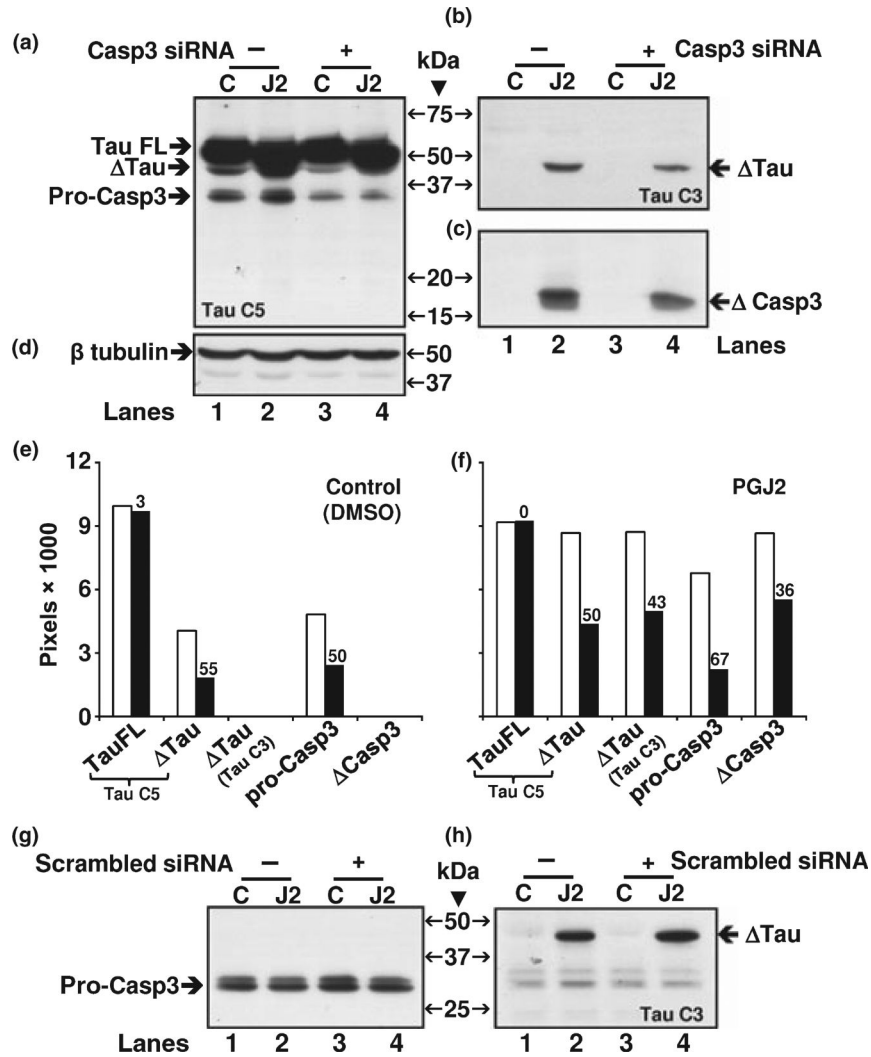 (a)
Casp3 siRNA – +
C J2 C J2
kDa
▼
Tau FL➔
ΔTau➔
Pro-Casp3➔
Tau C5
←75→
←50→
←37→
←20→
←15→
(b)
– + Casp3 siRNA
C J2 C J2
←ΔTau
Tau C3
(c)
←Δ Casp3
1 2 3 4 Lanes
(d)
β tubulin➔
←50
←37
Lanes 1 2 3 4
(e)
Pixels × 1000
12
9
6
3
0
Control
(DMSO)
3
55
50
TauFL
ΔTau
ΔTau
(Tau C3)
pro-Casp3
ΔCasp3
Tau C5
(f)
PGJ2
0
50
43
67
36
TauFL
ΔTau
ΔTau
(Tau C3)
pro-Casp3
ΔCasp3
Tau C5
(g)
Scrambled siRNA – +
C J2 C J2
kDa
▼
Pro-Casp3➔
←50→
←37→
←25→
Lanes 1 2 3 4
(h)
– + Scrambled siRNA
C J2 C J2
←ΔTau
Tau C3
1 2 3 4 Lanes